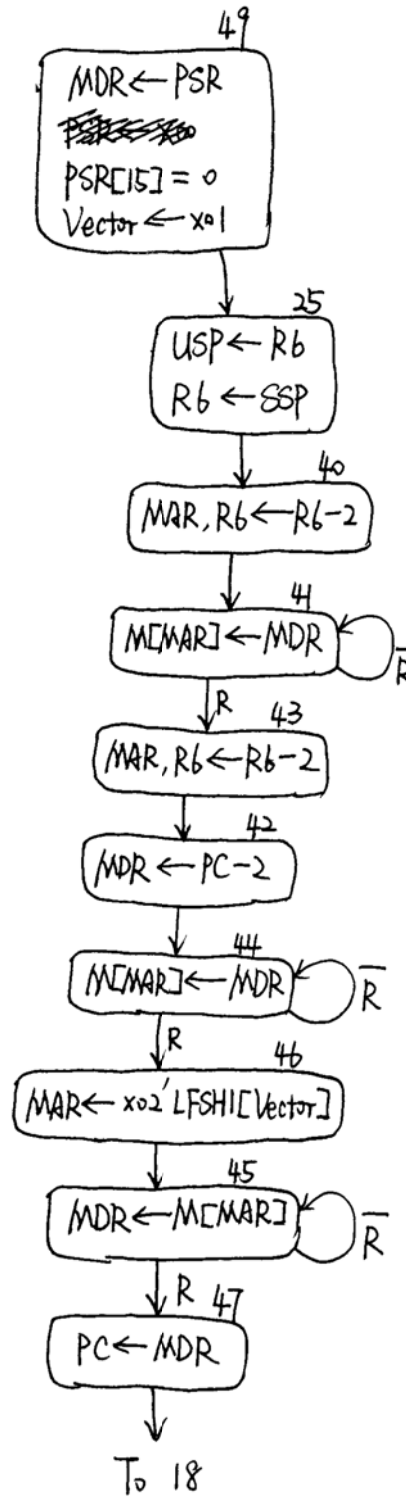 49
MDR ← PSR
PSR[15] = 0
Vector ← x01
25
USP ← R6
R6 ← SSP
40
MAR, R6 ← R6-2
41
M[MAR] ← MDR
R̅
R
43
MAR, R6 ← R6-2
42
MDR ← PC-2
44
M[MAR] ← MDR
R̅
R
46
MAR ← x02'LFSH1[Vector]
45
MDR ← M[MAR]
R̅
R
47
PC ← MDR
To 18